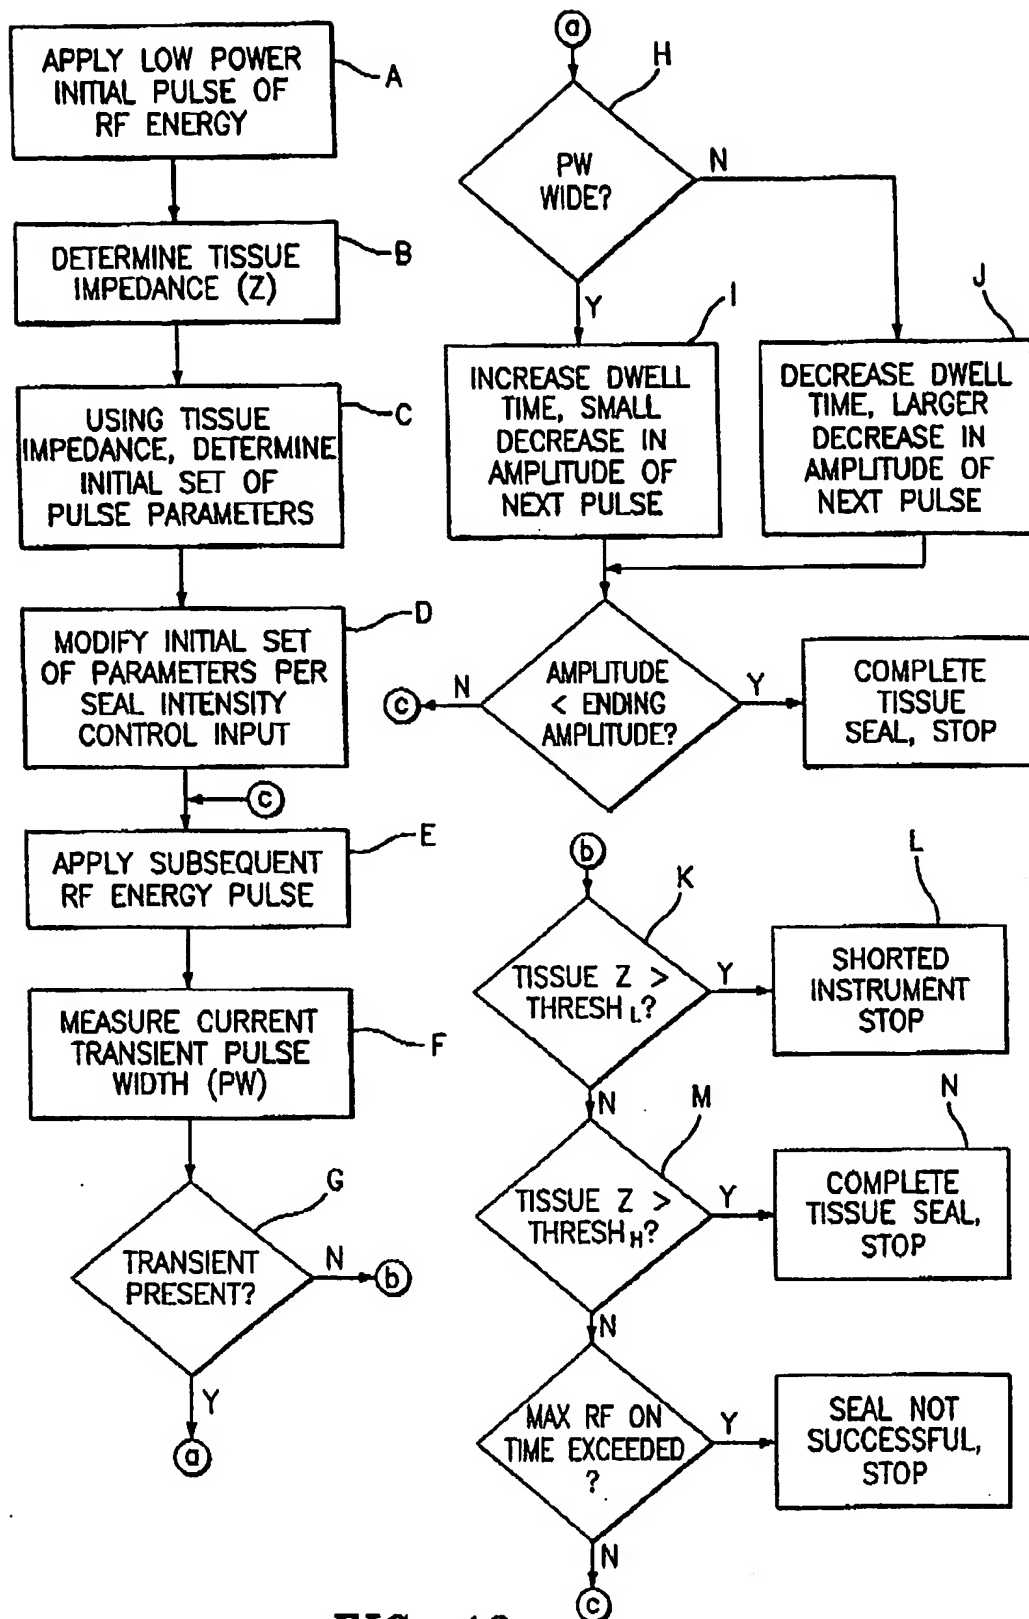 APPLY LOW POWER
INITIAL PULSE OF
RF ENERGY
A
DETERMINE TISSUE
IMPEDANCE (Z)
B
USING TISSUE
IMPEDANCE, DETERMINE
INITIAL SET OF
PULSE PARAMETERS
C
MODIFY INITIAL SET
OF PARAMETERS PER
SEAL INTENSITY
CONTROL INPUT
D
c
APPLY SUBSEQUENT
RF ENERGY PULSE
E
MEASURE CURRENT
TRANSIENT PULSE
WIDTH (PW)
F
G
TRANSIENT
PRESENT?
N
b
Y
a
a
H
PW
WIDE?
N
Y
I
INCREASE DWELL
TIME, SMALL
DECREASE IN
AMPLITUDE OF
NEXT PULSE
J
DECREASE DWELL
TIME, LARGER
DECREASE IN
AMPLITUDE OF
NEXT PULSE
AMPLITUDE
< ENDING
AMPLITUDE?
N
c
Y
COMPLETE
TISSUE
SEAL, STOP
b
K
TISSUE Z >
THRESH L?
Y
L
SHORTED
INSTRUMENT
STOP
N
M
TISSUE Z >
THRESH H?
Y
N
COMPLETE
TISSUE SEAL,
STOP
N
MAX RF ON
TIME EXCEEDED
?
Y
SEAL NOT
SUCCESSFUL,
STOP
N
c